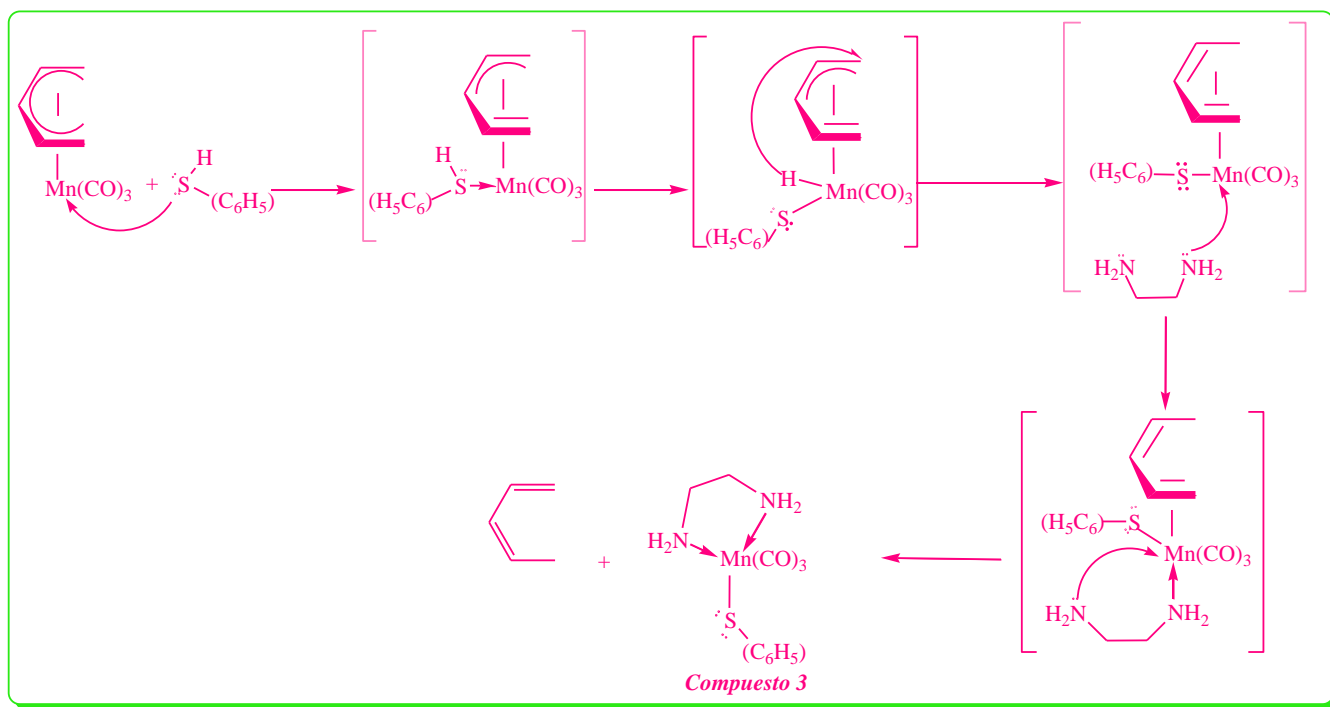 Mn(CO)3
+
S
H
(C6H5)
H
S
(H5C6)
Mn(CO)3
H
Mn(CO)3
S
(H5C6)
(H5C6)
S
Mn(CO)3
H2N
NH2
(H5C6)
S
Mn(CO)3
H2N
NH2
+
H2N
NH2
Mn(CO)3
S
(C6H5)
Compuesto 3